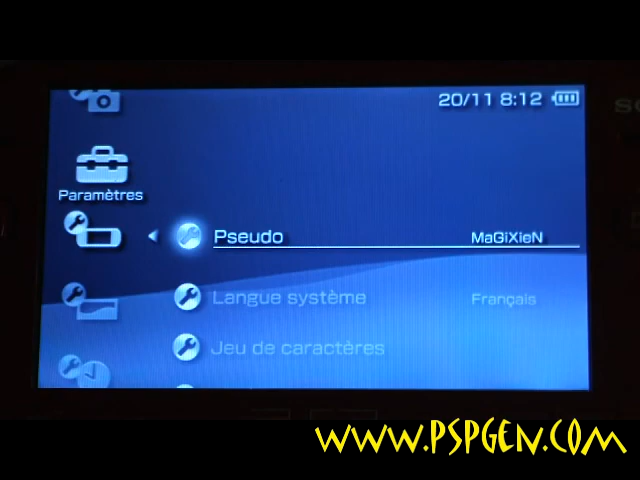 20/11 8:12
Paramètres
Pseudo MaGiXieN
Langue système Français
Jeu de caractères
www.PSPGEN.COM